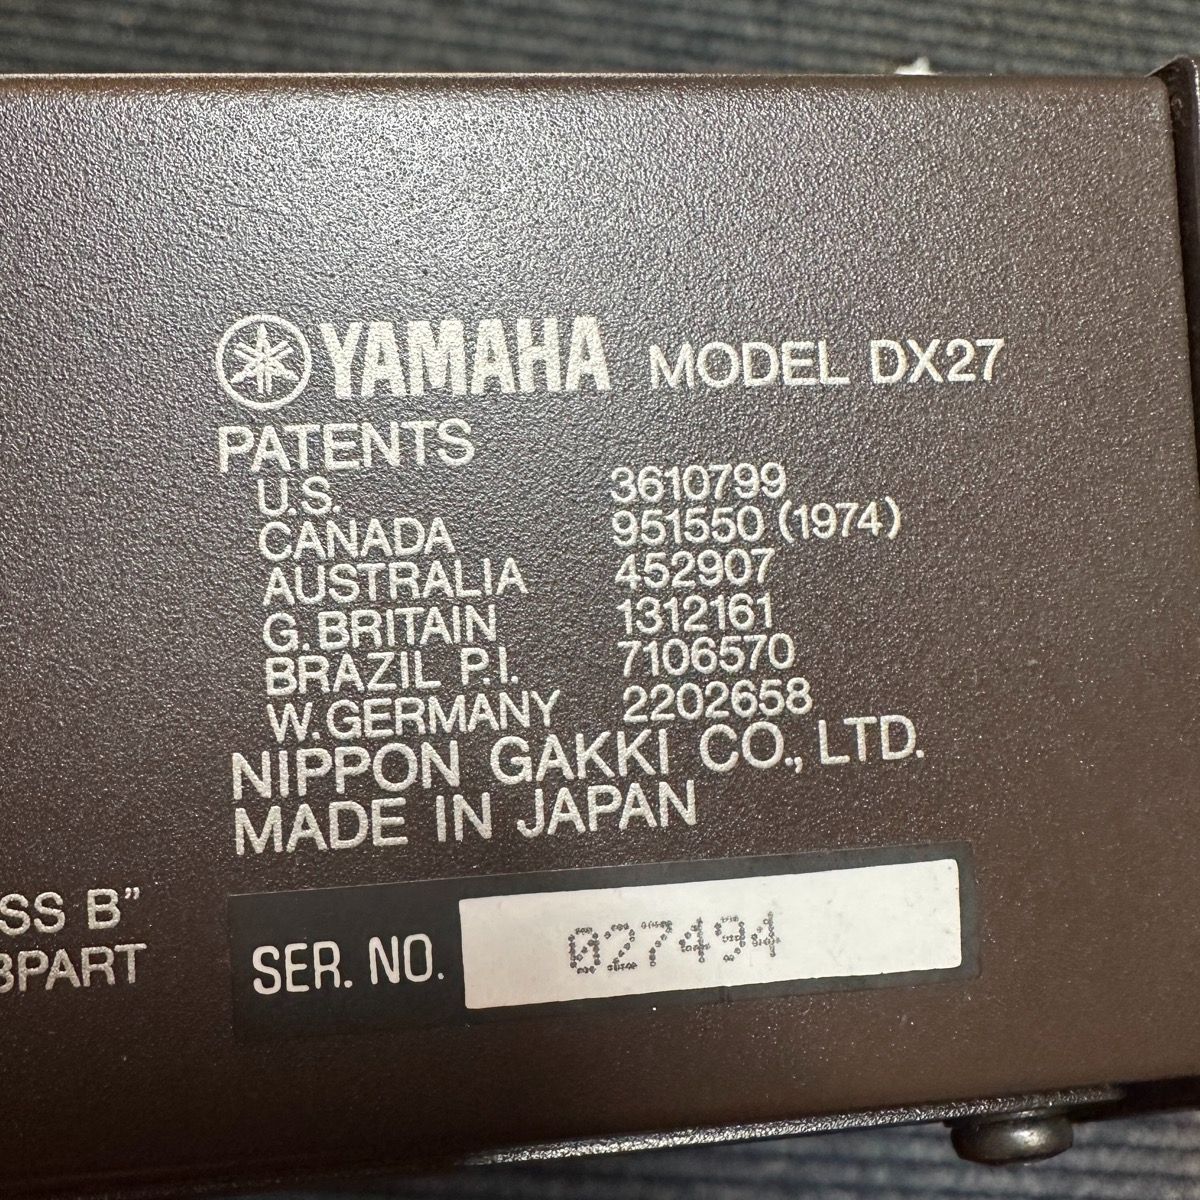 YAMAHA MODEL DX27
PATENTS
U.S. 3610799
CANADA 951550 (1974)
AUSTRALIA 452907
G.BRITAIN 1312161
BRAZIL P.I. 7106570
W.GERMANY 2202658
NIPPON GAKKI CO., LTD.
MADE IN JAPAN
SS B”
BPART
SER. NO. 027494